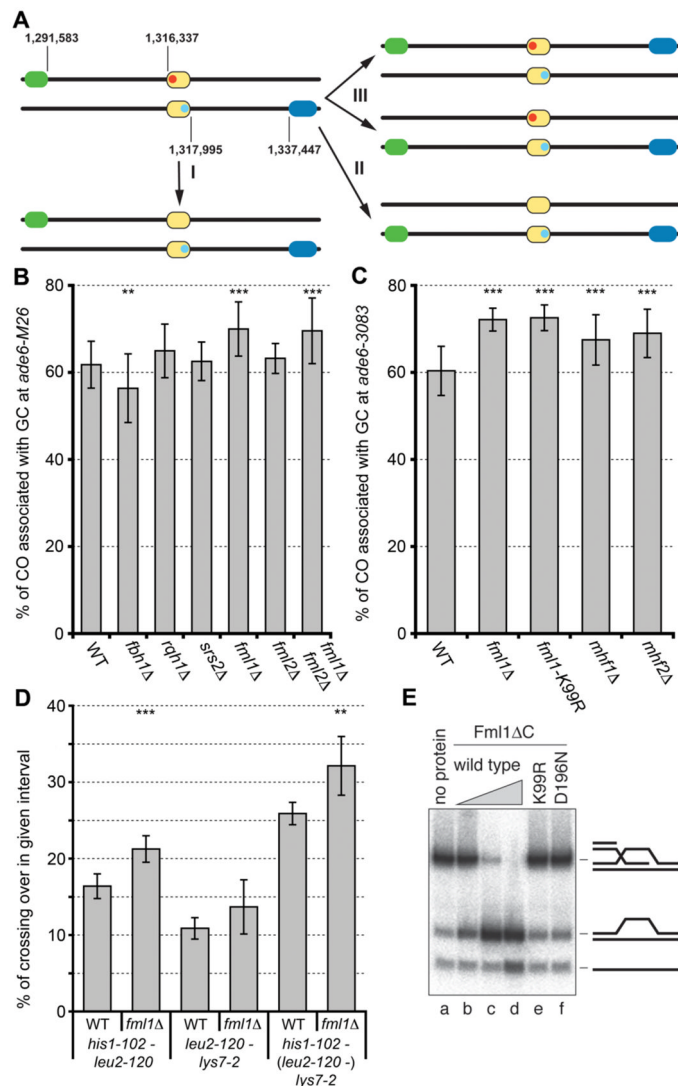 A
1,291,583
1,316,337
1,317,995
1,337,447
I
III
II
B
% of CO associated with GC at ade6-M26
80
60
40
20
0
**
***
***
WT
fbh1Δ
rqh1Δ
srs2Δ
fml1Δ
fml2Δ
fml1Δ
fml2Δ
C
% of CO associated with GC at ade6-3083
80
60
40
20
0
***
***
***
***
WT
fml1Δ
fml1-K99R
mhf1Δ
mhf2Δ
D
% of crossing over in given interval
40
30
20
10
0
***
**
WT fml1Δ WT fml1Δ WT fml1Δ
his1-102 -
leu2-120
leu2-120 -
lys7-2
his1-102 -
(leu2-120 -)
lys7-2
E
Fml1ΔC
no protein
wild type
K99R
D196N
a b c d e f